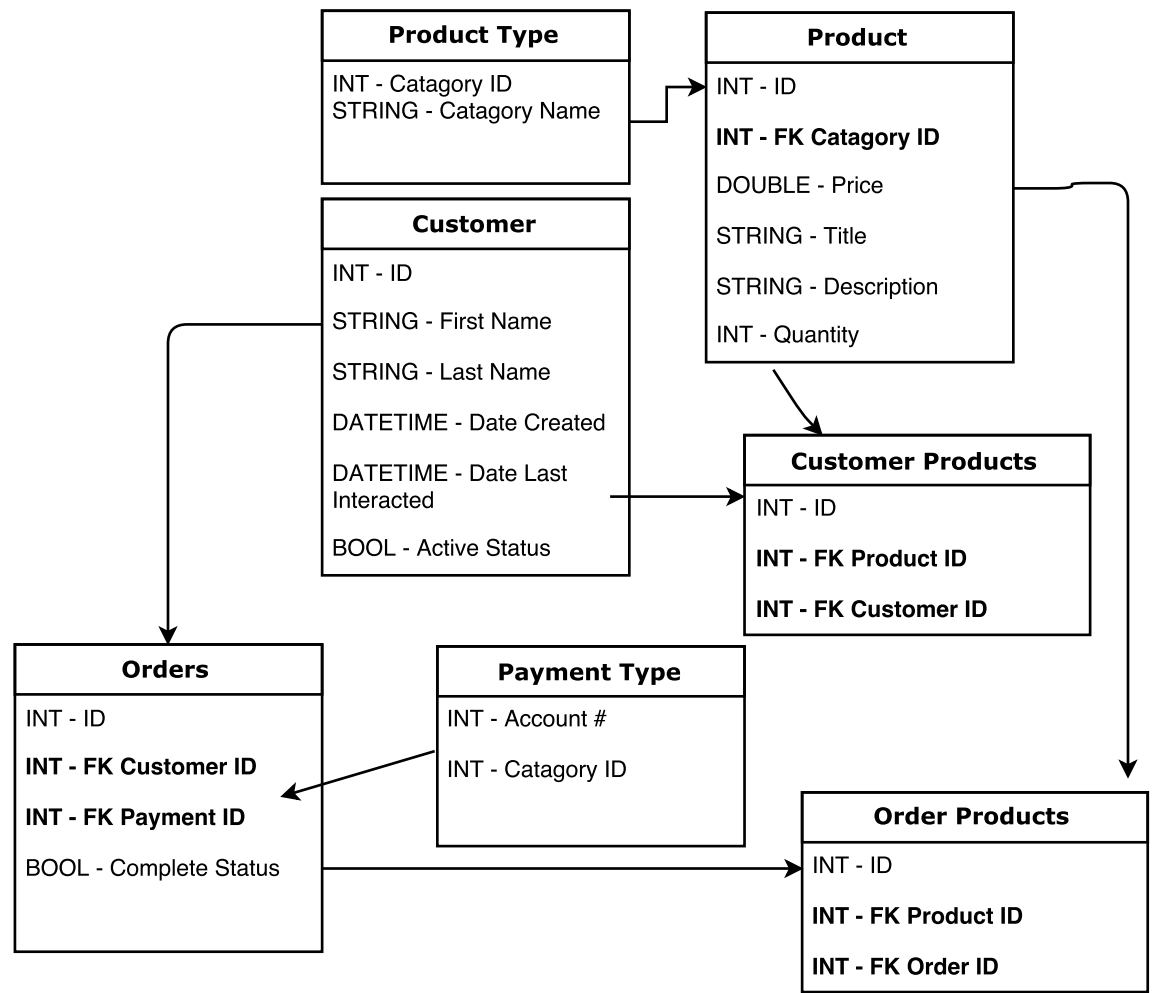 Product Type
INT - Catagory ID
STRING - Catagory Name
Product
INT - ID
INT - FK Catagory ID
DOUBLE - Price
STRING - Title
STRING - Description
INT - Quantity
Customer
INT - ID
STRING - First Name
STRING - Last Name
DATETIME - Date Created
DATETIME - Date Last
Interacted
BOOL - Active Status
Customer Products
INT - ID
INT - FK Product ID
INT - FK Customer ID
Orders
INT - ID
INT - FK Customer ID
INT - FK Payment ID
BOOL - Complete Status
Payment Type
INT - Account #
INT - Catagory ID
Order Products
INT - ID
INT - FK Product ID
INT - FK Order ID